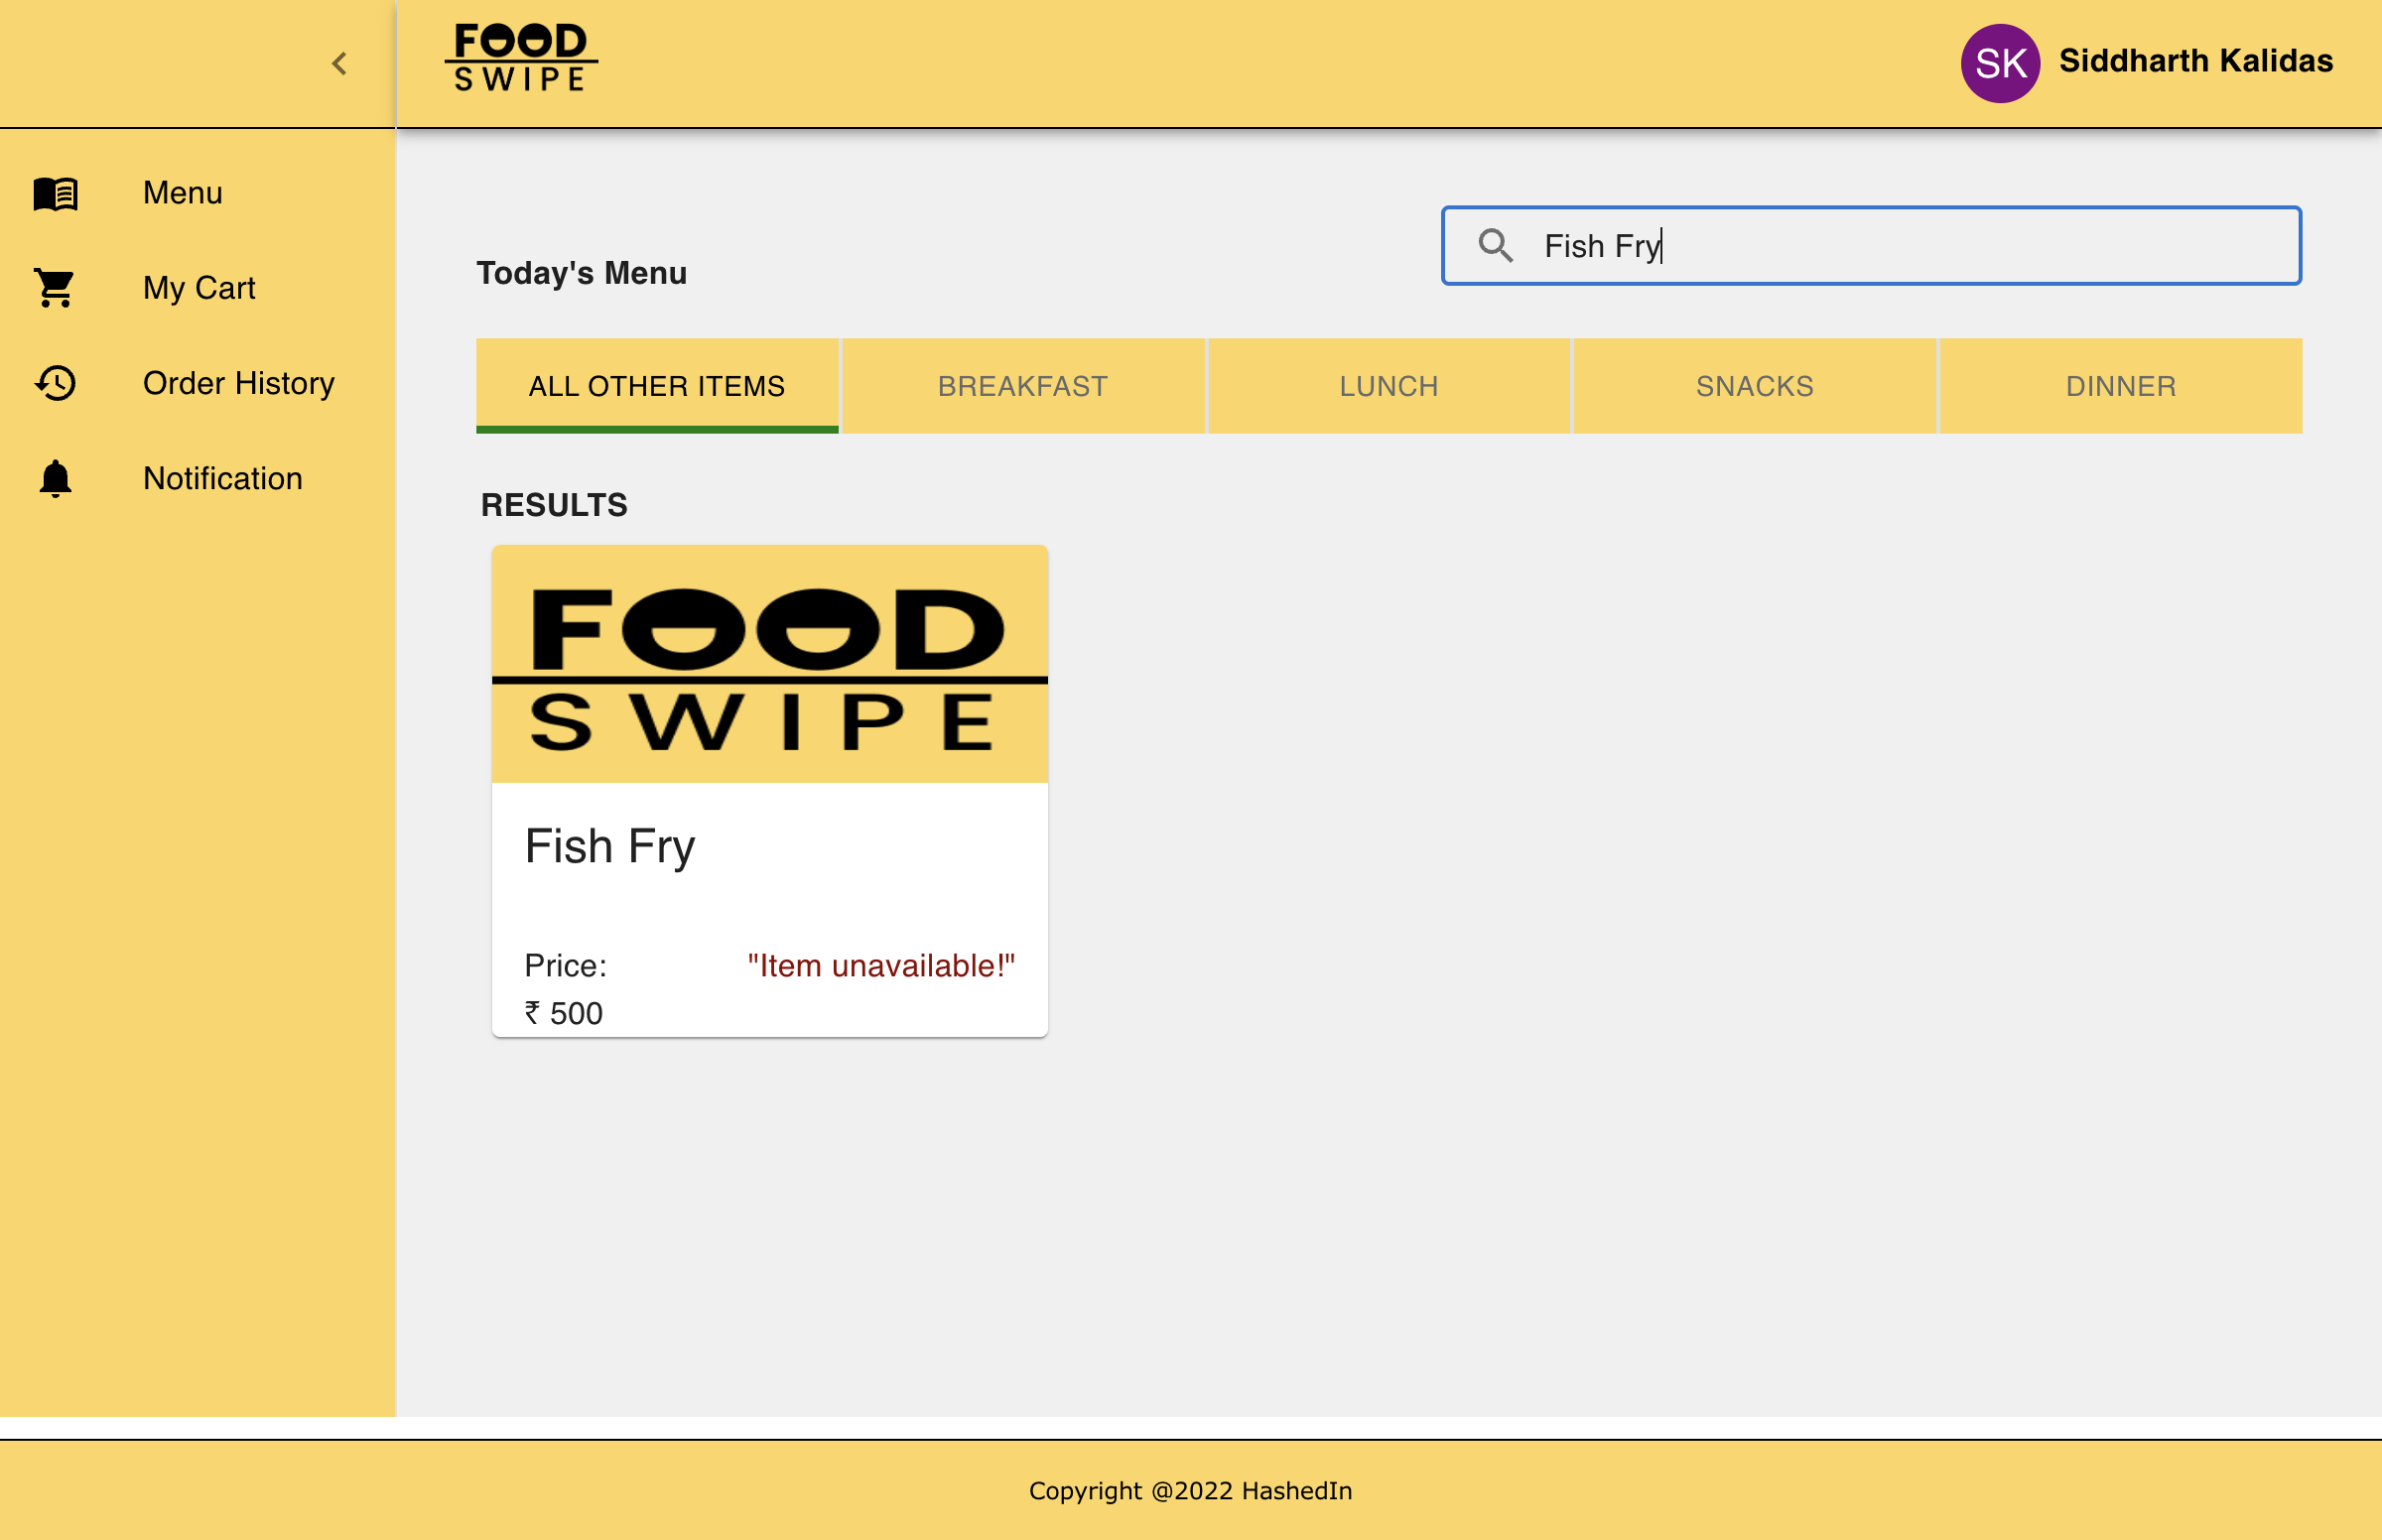 FOOD
SWIPE
SK Siddharth Kalidas
Menu
My Cart
Order History
Notification
Fish Fry
Today's Menu
ALL OTHER ITEMS BREAKFAST LUNCH SNACKS DINNER
RESULTS
FOOD
SWIPE
Fish Fry
Price: "Item unavailable!"
₹ 500
Copyright @2022 HashedIn